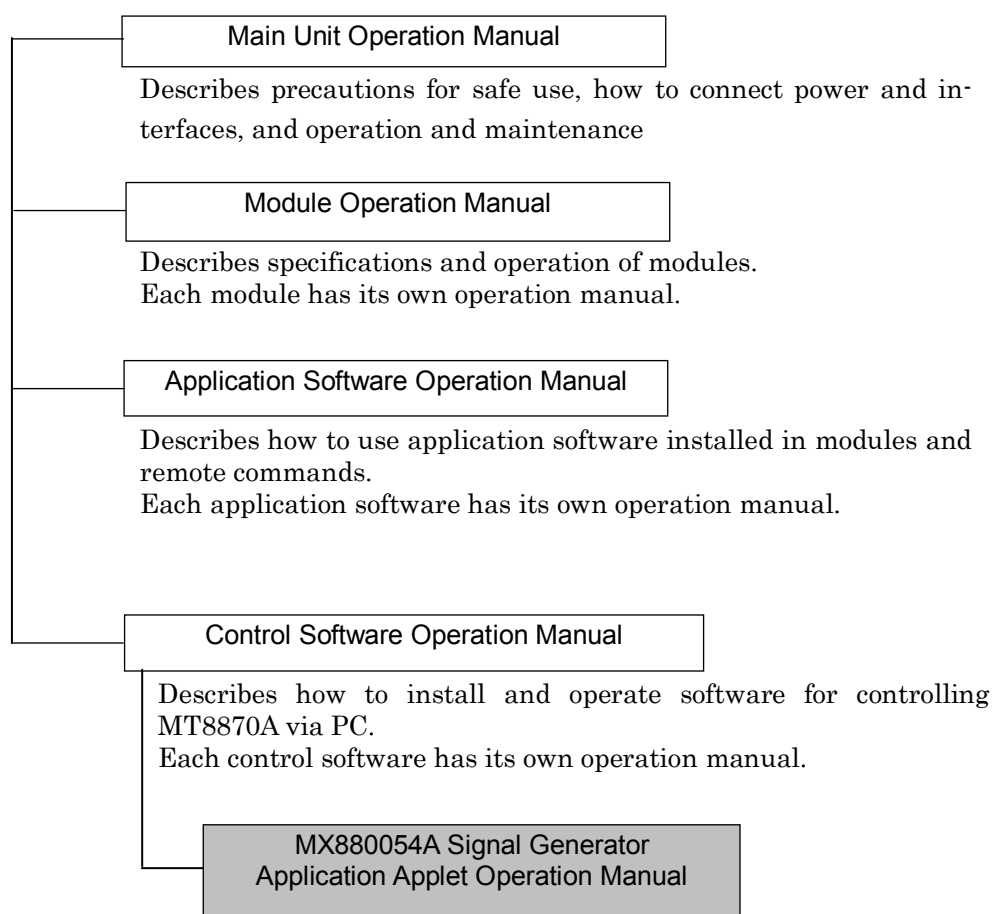 Main Unit Operation Manual
Describes precautions for safe use, how to connect power and in-
terfaces, and operation and maintenance
Module Operation Manual
Describes specifications and operation of modules.
Each module has its own operation manual.
Application Software Operation Manual
Describes how to use application software installed in modules and
remote commands.
Each application software has its own operation manual.
Control Software Operation Manual
Describes how to install and operate software for controlling
MT8870A via PC.
Each control software has its own operation manual.
MX880054A Signal Generator
Application Applet Operation Manual